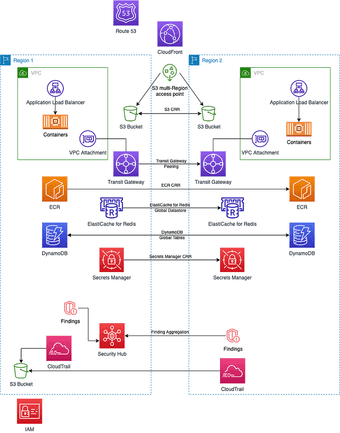 Route 53
CloudFront
Region 1
Region 2
VPC
VPC
S3 multi-Region
access point
Application Load Balancer
Application Load Balancer
S3 CRR
Containers
S3 Bucket
S3 Bucket
Containers
VPC Attachment
VPC Attachment
Transit Gateway
Peering
Transit Gateway
Transit Gateway
ECR CRR
ECR
ECR
ElastiCache for Redis
Global Datastore
ElastiCache for Redis
ElastiCache for Redis
DynamoDB
Global Tables
DynamoDB
DynamoDB
Secrets Manager CRR
Secrets Manager
Secrets Manager
Findings
Finding Aggregation
Security Hub
Findings
CloudTrail
S3 Bucket
CloudTrail
IAM